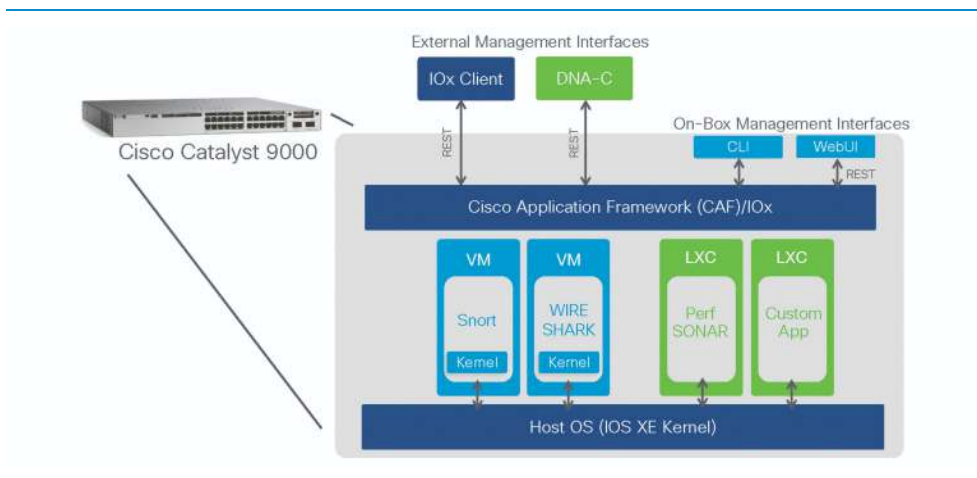 External Management Interfaces
IOx Client
DNA-C
REST
REST
On-Box Management Interfaces
CLI
WebUI
REST
Cisco Catalyst 9000
Cisco Application Framework (CAF)/IOx
VM
VM
LXC
LXC
Snort
WIRE
SHARK
Perf
SONAR
Custom
App
Kernel
Kernel
Host OS (IOS XE Kernel)